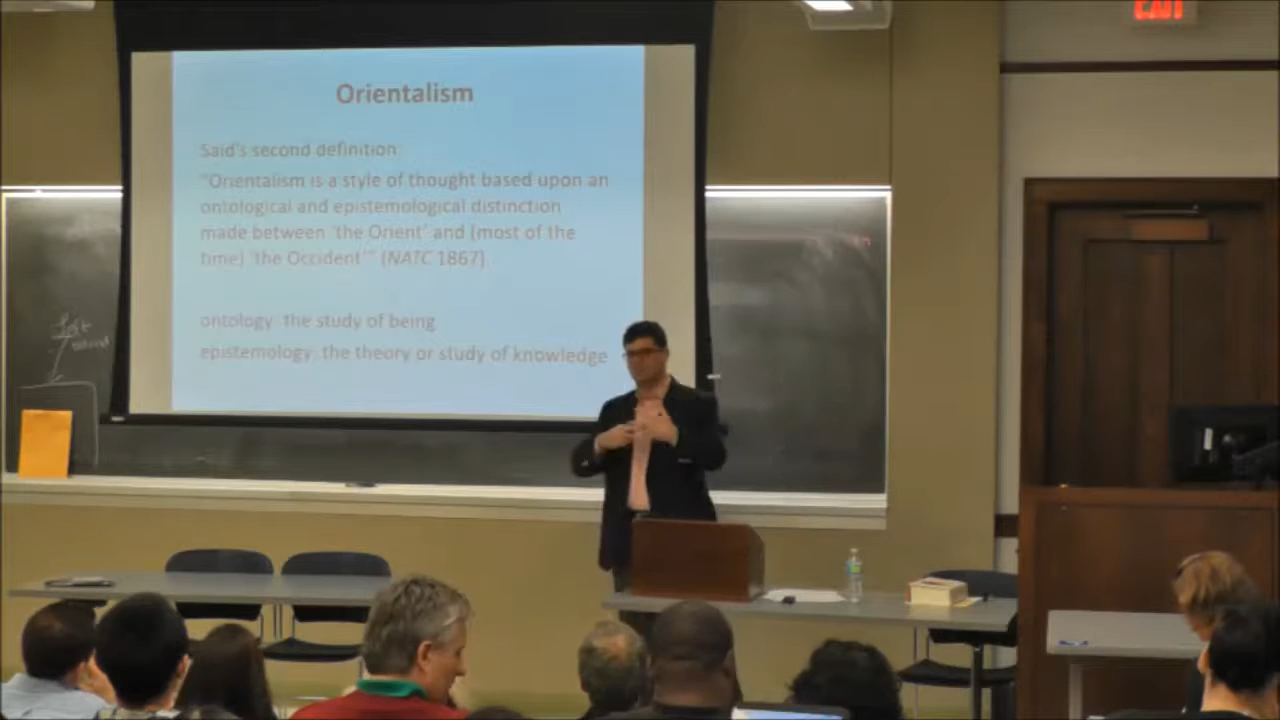 EXIT
Orientalism
Said's second definition:
"Orientalism is a style of thought based upon an
ontological and epistemological distinction
made between 'the Orient' and (most of the
time) 'the Occident'" (NATC 1867)
ontology: the study of being
epistemology: the theory or study of knowledge